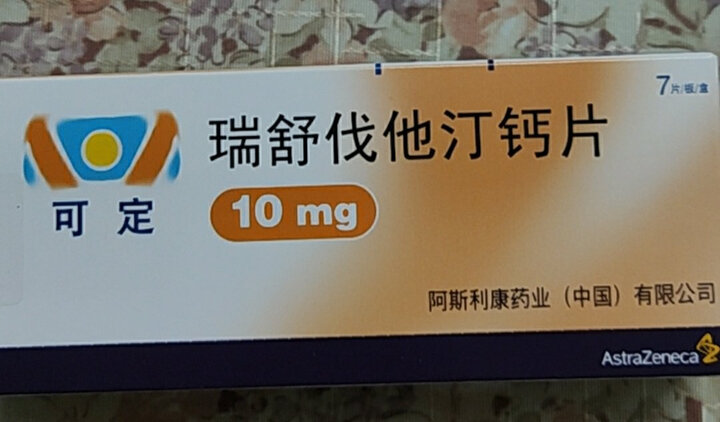 7片/板/盒
瑞舒伐他汀钙片
可定
10 mg
阿斯利康药业（中国）有限公司
AstraZeneca